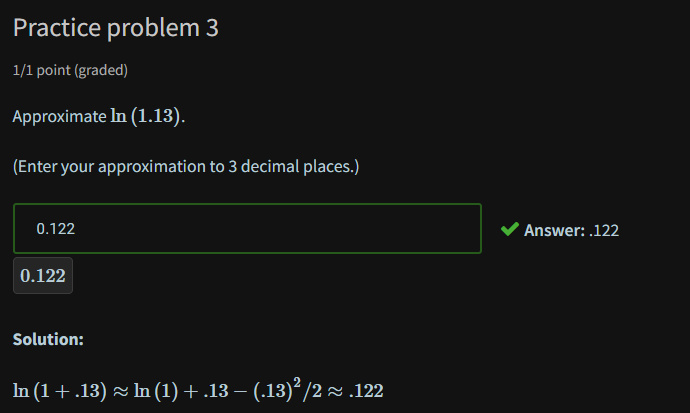 Practice problem 3
1/1 point (graded)
Approximate ln (1.13).
(Enter your approximation to 3 decimal places.)
0.122
✔ Answer: .122
0.122
Solution:
ln (1 + .13) ≈ ln (1) + .13 − (.13)²/2 ≈ .122